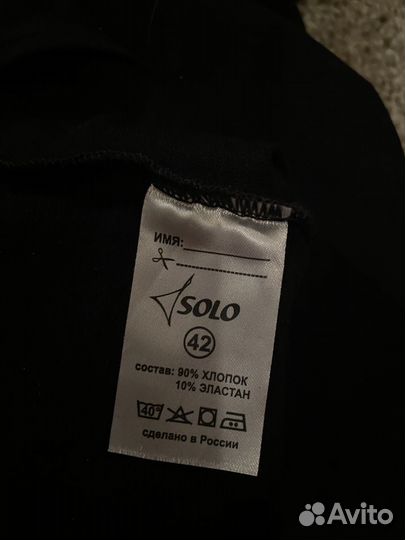 ИМЯ:
SOLO
42
состав: 90% ХЛОПОК
10% ЭЛАСТАН
40°
сделано в России
Avito